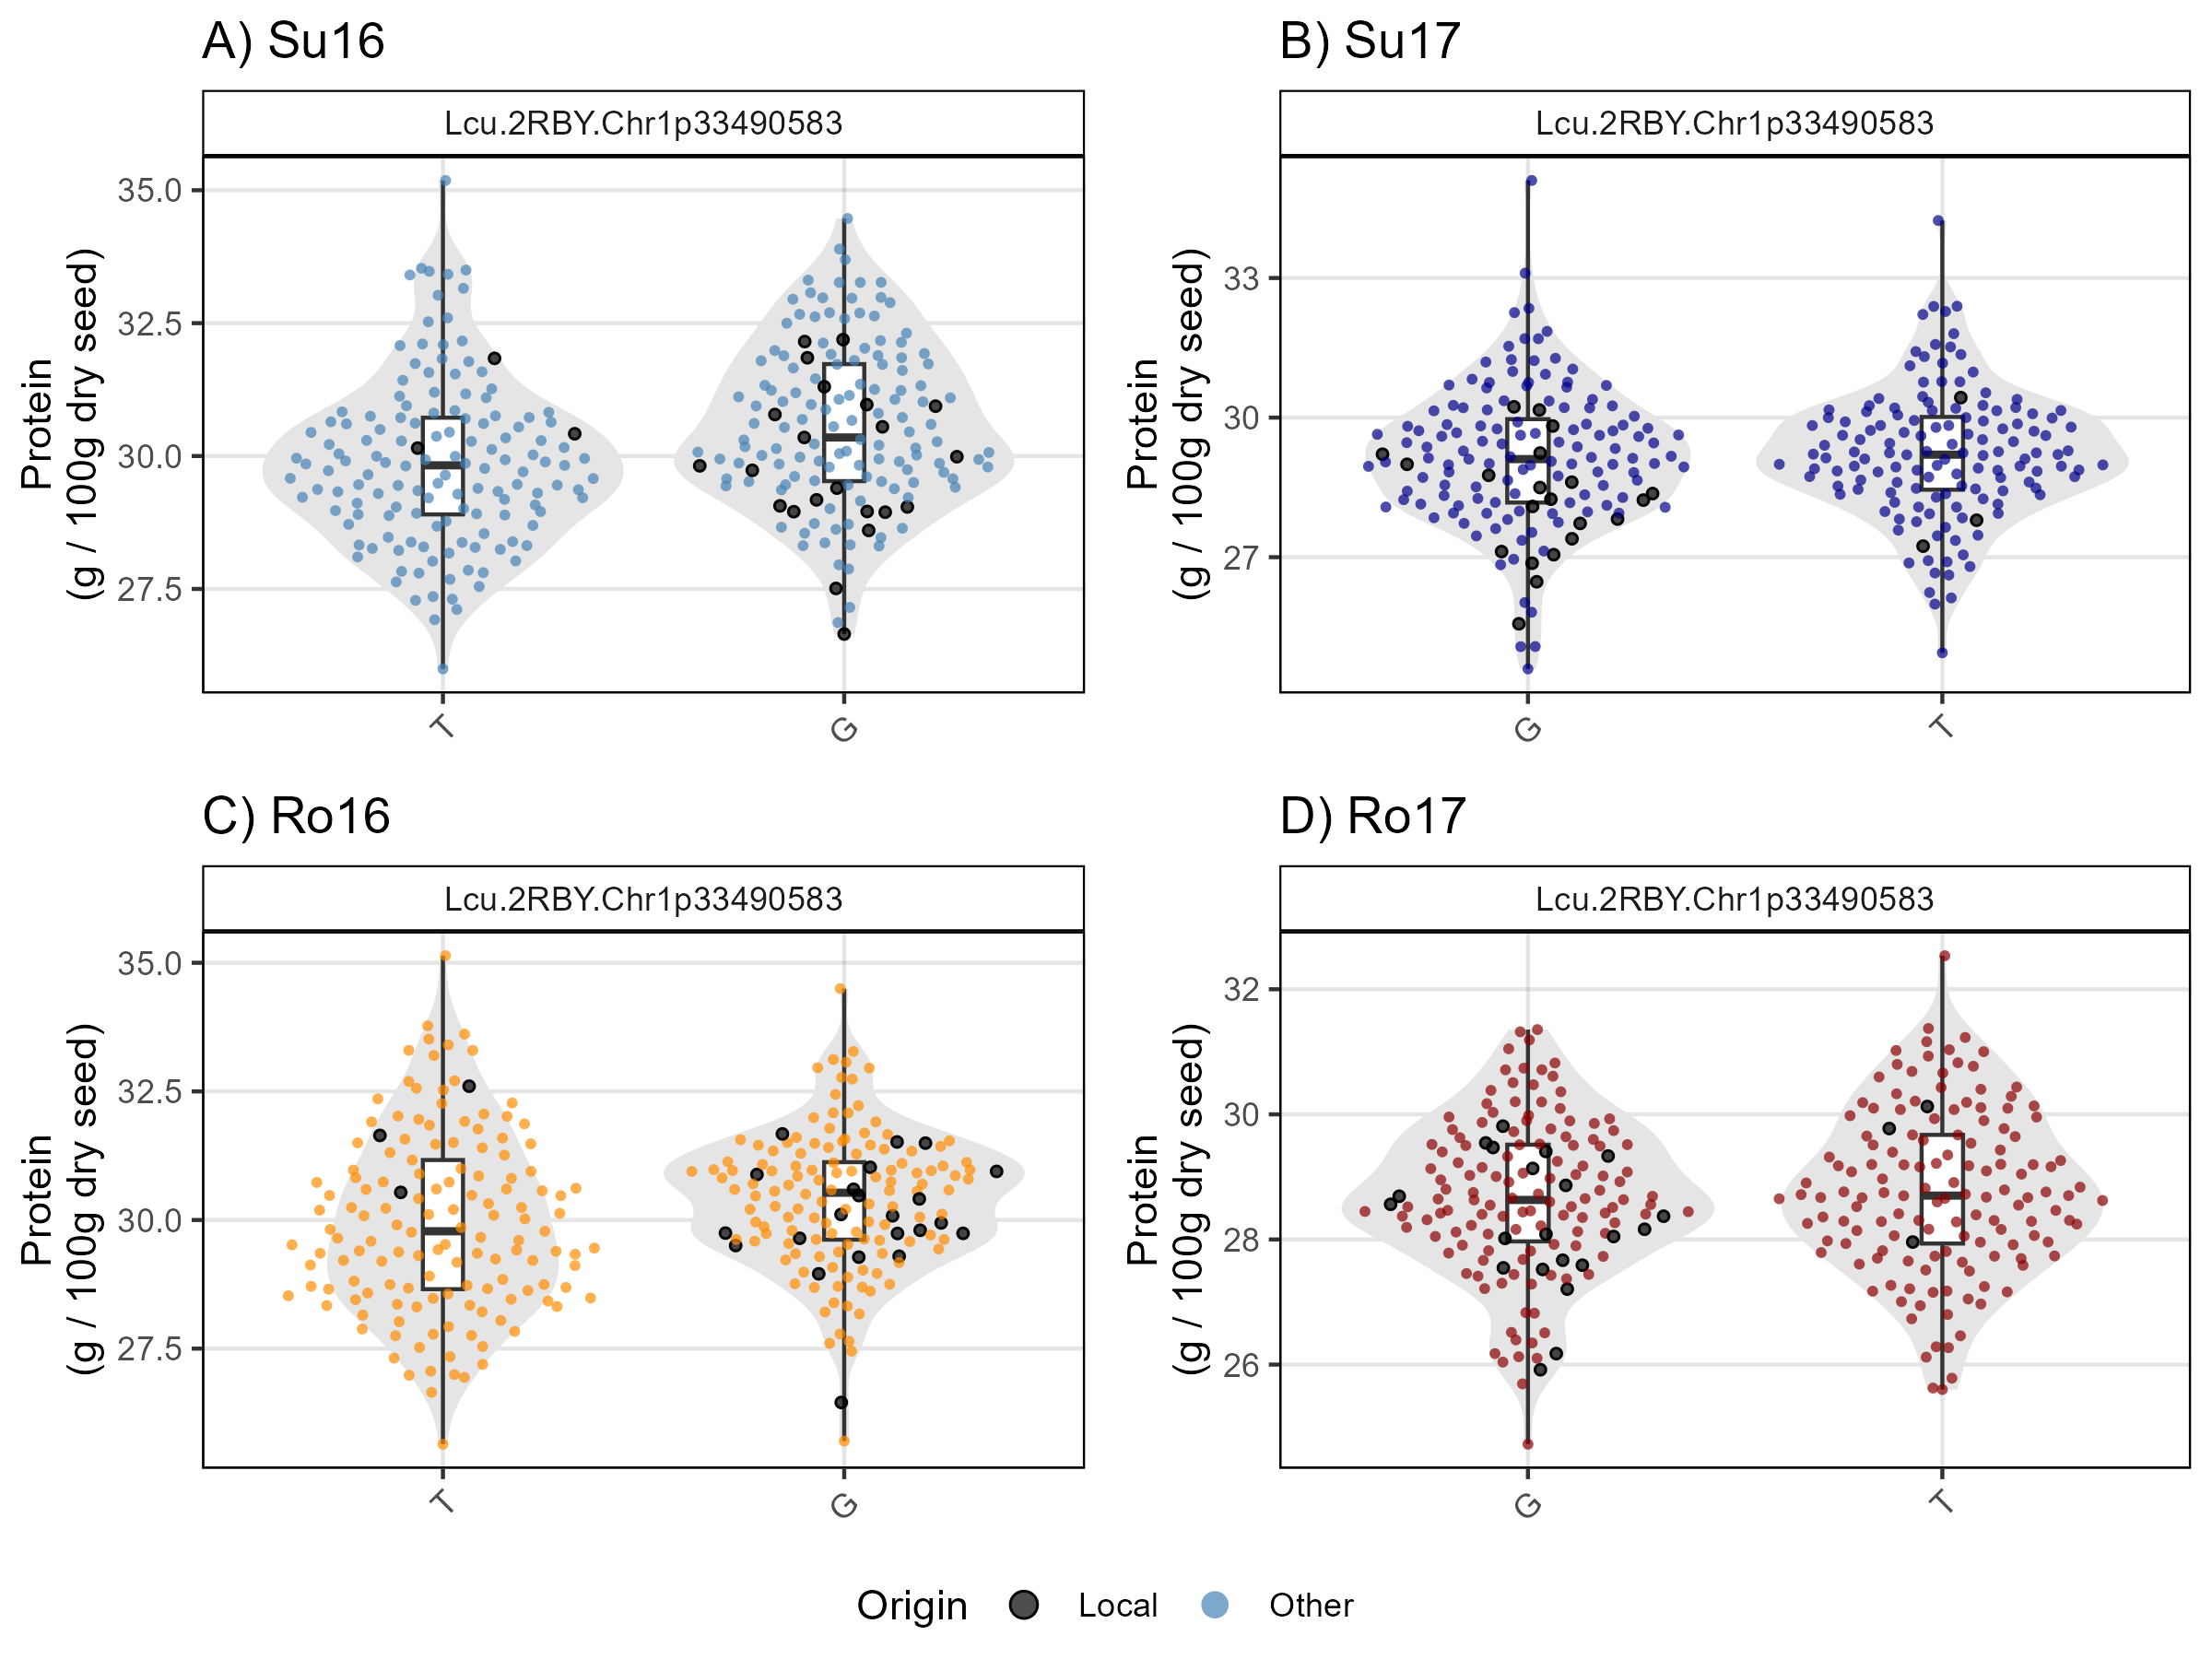 A) Su16
Lcu.2RBY.Chr1p33490583
Protein
(g / 100g dry seed)
35.0
32.5
30.0
27.5
T
G
B) Su17
Lcu.2RBY.Chr1p33490583
Protein
(g / 100g dry seed)
33
30
27
G
T
C) Ro16
Lcu.2RBY.Chr1p33490583
Protein
(g / 100g dry seed)
35.0
32.5
30.0
27.5
T
G
D) Ro17
Lcu.2RBY.Chr1p33490583
Protein
(g / 100g dry seed)
32
30
28
26
G
T
Origin Local Other